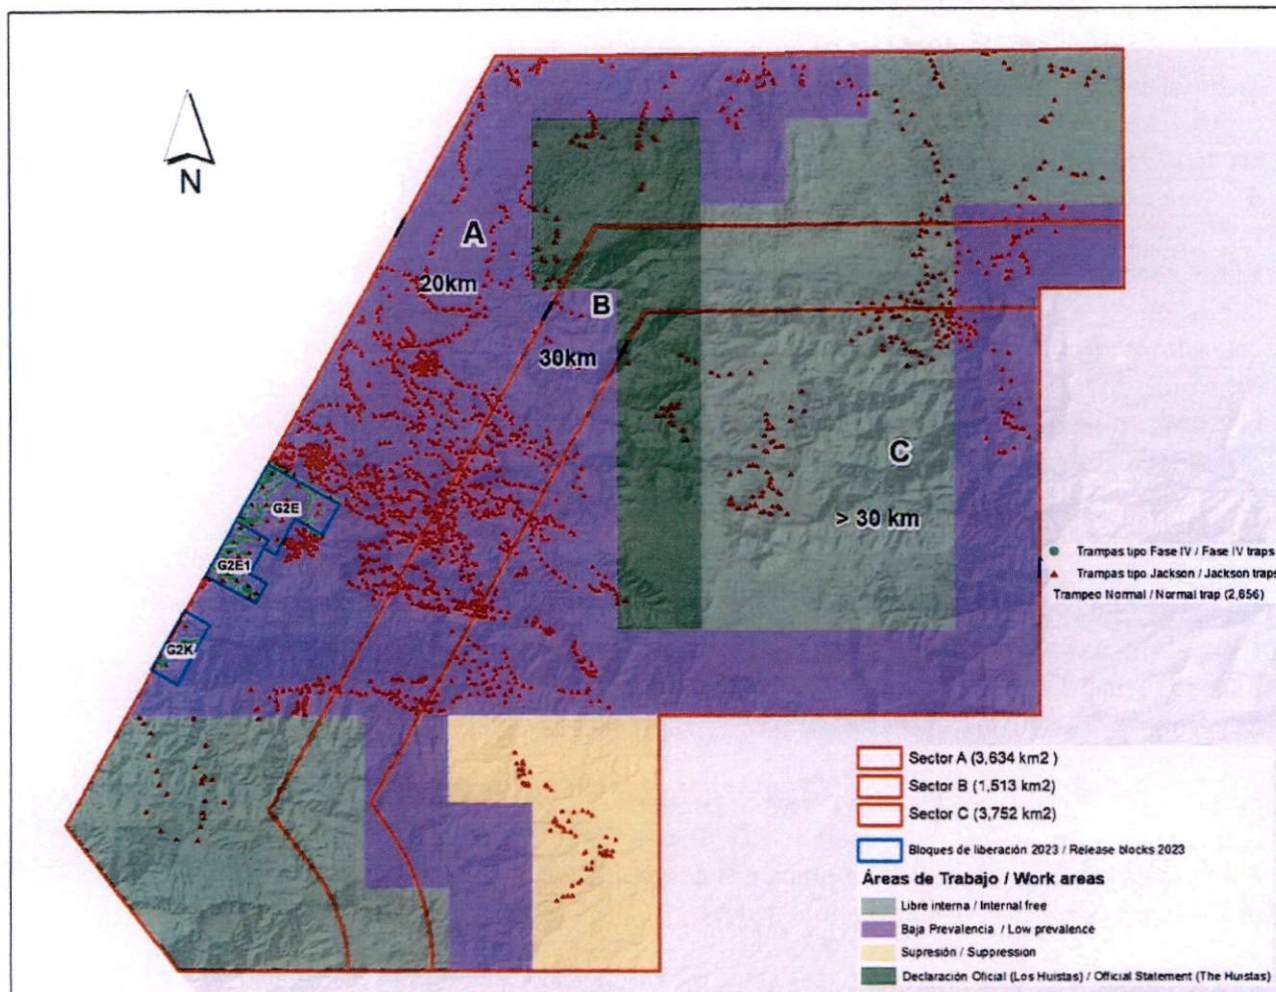 N
A
20km
B
30km
C
> 30 km
G2E
G2E1
G2K
Trampas tipo Fase IV / Fase IV traps
Trampas tipo Jackson / Jackson traps
Trampeo Normal / Normal trap (2,656)
Sector A (3,634 km2 )
Sector B (1,513 km2)
Sector C (3,752 km2)
Bloques de liberación 2023 / Release blocks 2023
Áreas de Trabajo / Work areas
Libre interna / Internal free
Baja Prevalencia / Low prevalence
Supresión / Suppression
Declaración Oficial (Los Huistas) / Official Statement (The Huistas)